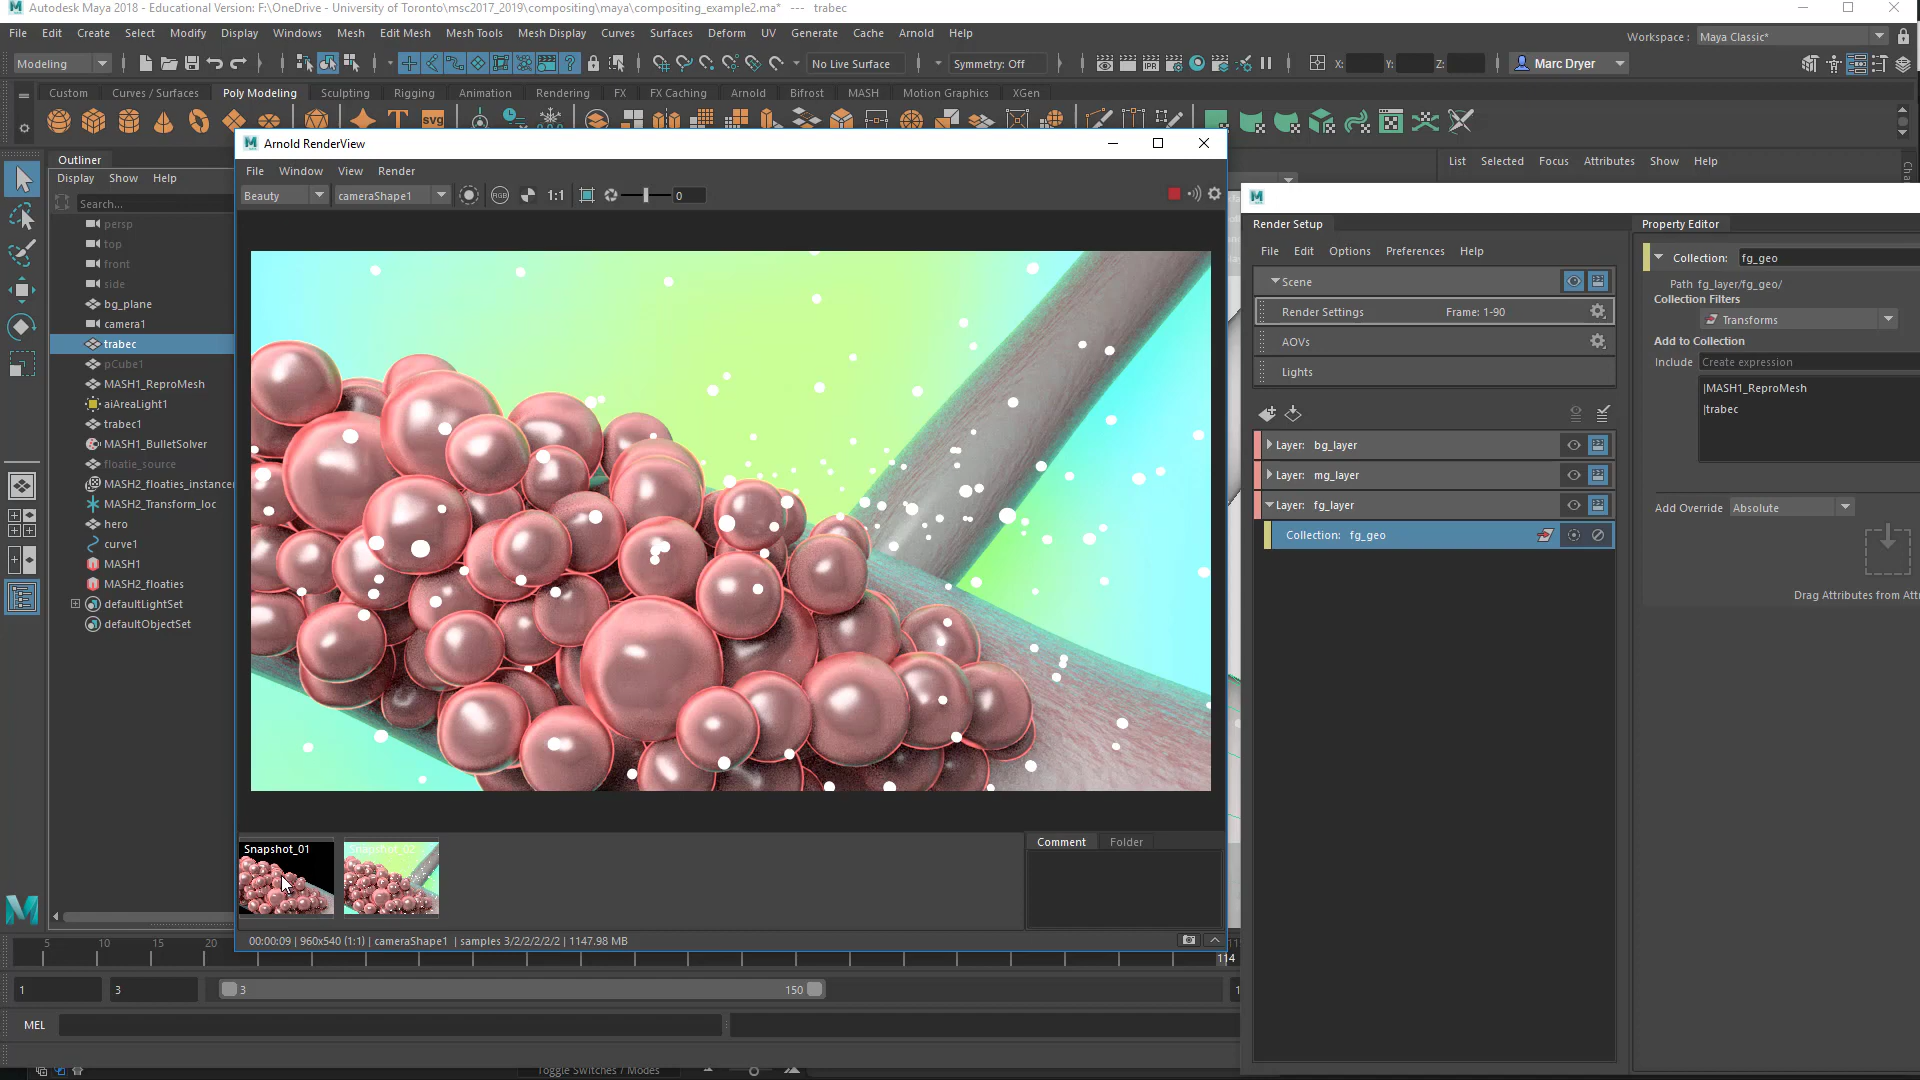 Autodesk Maya 2018 - Educational Version: F:\OneDrive - University of Toronto\msc2017_2019\compositing\maya\compositing_example2.ma* --- trabec
File Edit Create Select Modify Display Windows Mesh Edit Mesh Mesh Tools Mesh Display Curves Surfaces Deform UV Generate Cache Arnold Help
Workspace : Maya Classic*
Modeling No Live Surface Symmetry: Off X: Y: Z: Marc Dryer
Custom Curves / Surfaces Poly Modeling Sculpting Rigging Animation Rendering FX FX Caching Arnold Bifrost MASH Motion Graphics XGen
T svg
Outliner
Display Show Help
Search...
persp
top
front
side
bg_plane
camera1
trabec
pCube1
MASH1_ReproMesh
aiAreaLight1
trabec1
MASH1_BulletSolver
floatie_source
MASH2_floaties_instance
MASH2_Transform_loc
hero
curve1
MASH1
MASH2_floaties
defaultLightSet
defaultObjectSet
Arnold RenderView
File Window View Render
Beauty cameraShape1 RGB 1:1 0
Snapshot_01
Snapshot_02
Comment Folder
00:00:09 | 960x540 (1:1) | cameraShape1 | samples 3/2/2/2/2/2 | 1147.98 MB
List Selected Focus Attributes Show Help
Render Setup
File Edit Options Preferences Help
Scene
Render Settings Frame: 1-90
AOVs
Lights
Layer: bg_layer
Layer: mg_layer
Layer: fg_layer
Collection: fg_geo
Property Editor
Collection: fg_geo
Path fg_layer/fg_geo/
Collection Filters
Transforms
Add to Collection
Include Create expression
|MASH1_ReproMesh
|trabec
Add Override Absolute
Drag Attributes from
5 10 15 20
114
1 3 3 150
MEL
Toggle Switches / Modes